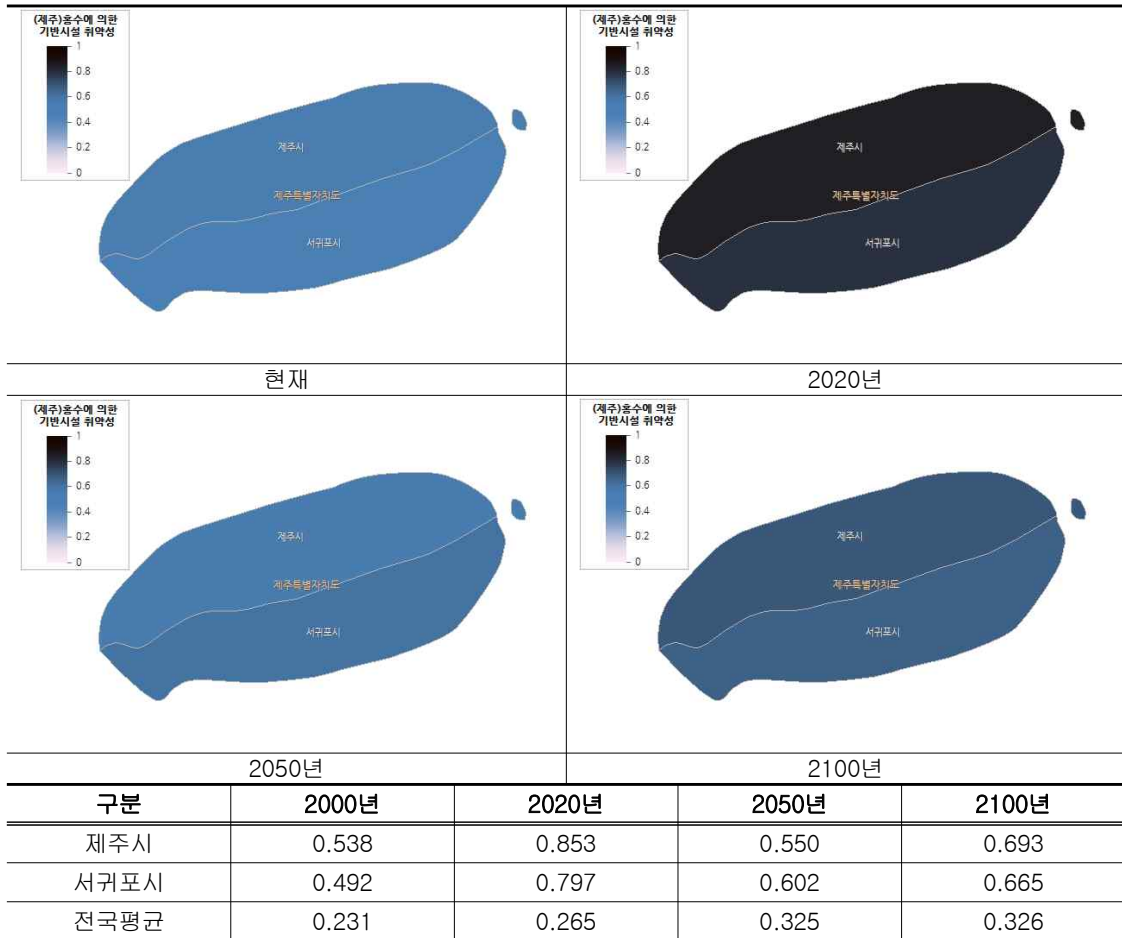 (제주)홍수에 의한
기반시설 취약성
1
0.8
0.6
0.4
0.2
0
제주시
제주특별자치도
서귀포시
(제주)홍수에 의한
기반시설 취약성
1
0.8
0.6
0.4
0.2
0
제주시
제주특별자치도
서귀포시
현재 2020년
(제주)홍수에 의한
기반시설 취약성
1
0.8
0.6
0.4
0.2
0
제주시
제주특별자치도
서귀포시
(제주)홍수에 의한
기반시설 취약성
1
0.8
0.6
0.4
0.2
0
제주시
제주특별자치도
서귀포시
2050년 2100년
구분 2000년 2020년 2050년 2100년
제주시 0.538 0.853 0.550 0.693
서귀포시 0.492 0.797 0.602 0.665
전국평균 0.231 0.265 0.325 0.326